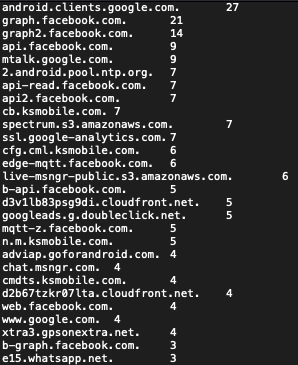 android.clients.google.com. 27
graph.facebook.com. 21
graph2.facebook.com. 14
api.facebook.com. 9
mtalk.google.com. 9
2.android.pool.ntp.org. 7
api-read.facebook.com. 7
api2.facebook.com. 7
cb.ksmobile.com. 7
spectrum.s3.amazonaws.com. 7
ssl.google-analytics.com. 7
cfg.cml.ksmobile.com. 6
edge-mqtt.facebook.com. 6
live-msngr-public.s3.amazonaws.com. 6
b-api.facebook.com. 5
d3v1lb83psg9di.cloudfront.net. 5
googleads.g.doubleclick.net. 5
mqtt-z.facebook.com. 5
n.m.ksmobile.com. 5
adviap.goforandroid.com. 4
chat.msngr.com. 4
cmdts.ksmobile.com. 4
d2b67tzkr07lta.cloudfront.net. 4
web.facebook.com. 4
www.google.com. 4
xtra3.gpsonextra.net. 4
b-graph.facebook.com. 3
e15.whatsapp.net. 3